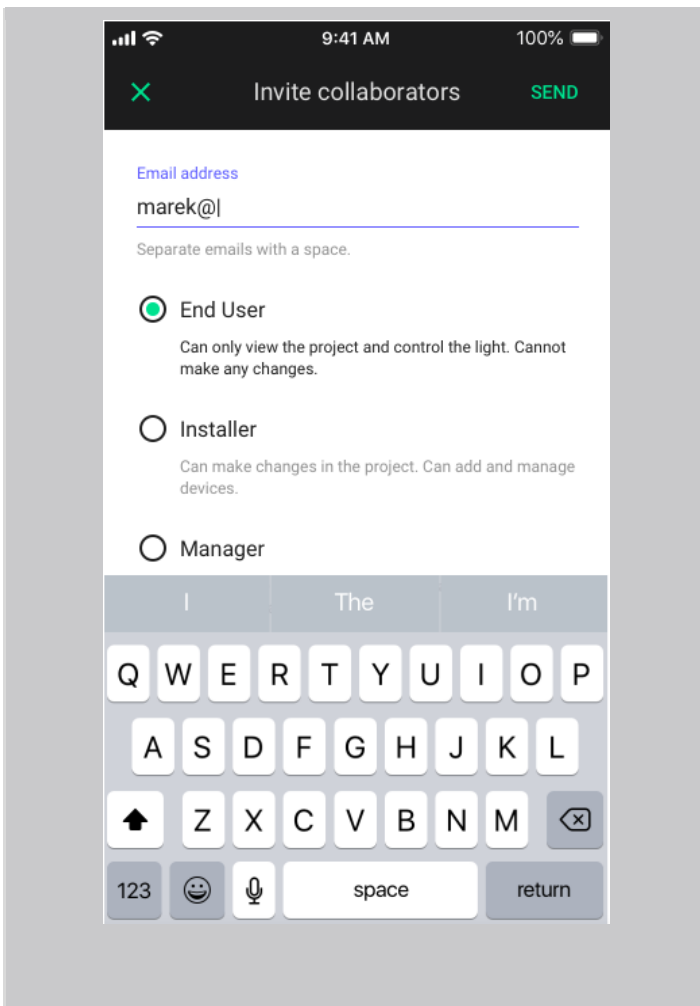 9:41 AM 100%
Invite collaborators SEND
Email address
marek@
Separate emails with a space.
End User
Can only view the project and control the light. Cannot
make any changes.
Installer
Can make changes in the project. Can add and manage
devices.
Manager
I The I'm
Q W E R T Y U I O P
A S D F G H J K L
Z X C V B N M
123 space return